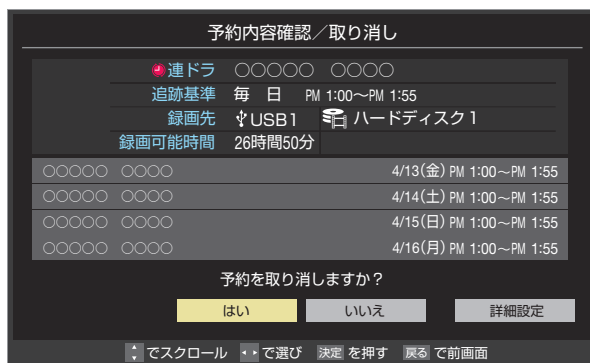 予約内容確認／取り消し
連ドラ ○○○○○ ○○○○
追跡基準 毎 日 PM 1:00～PM 1:55
録画先 USB1 ハードディスク1
録画可能時間 26時間50分
○○○○○ ○○○○ 4/13(金) PM 1:00～PM 1:55
○○○○○ ○○○○ 4/14(土) PM 1:00～PM 1:55
○○○○○ ○○○○ 4/15(日) PM 1:00～PM 1:55
○○○○○ ○○○○ 4/16(月) PM 1:00～PM 1:55
予約を取り消しますか？
はい いいえ 詳細設定
でスクロール で選び 決定 を押す 戻る で前画面